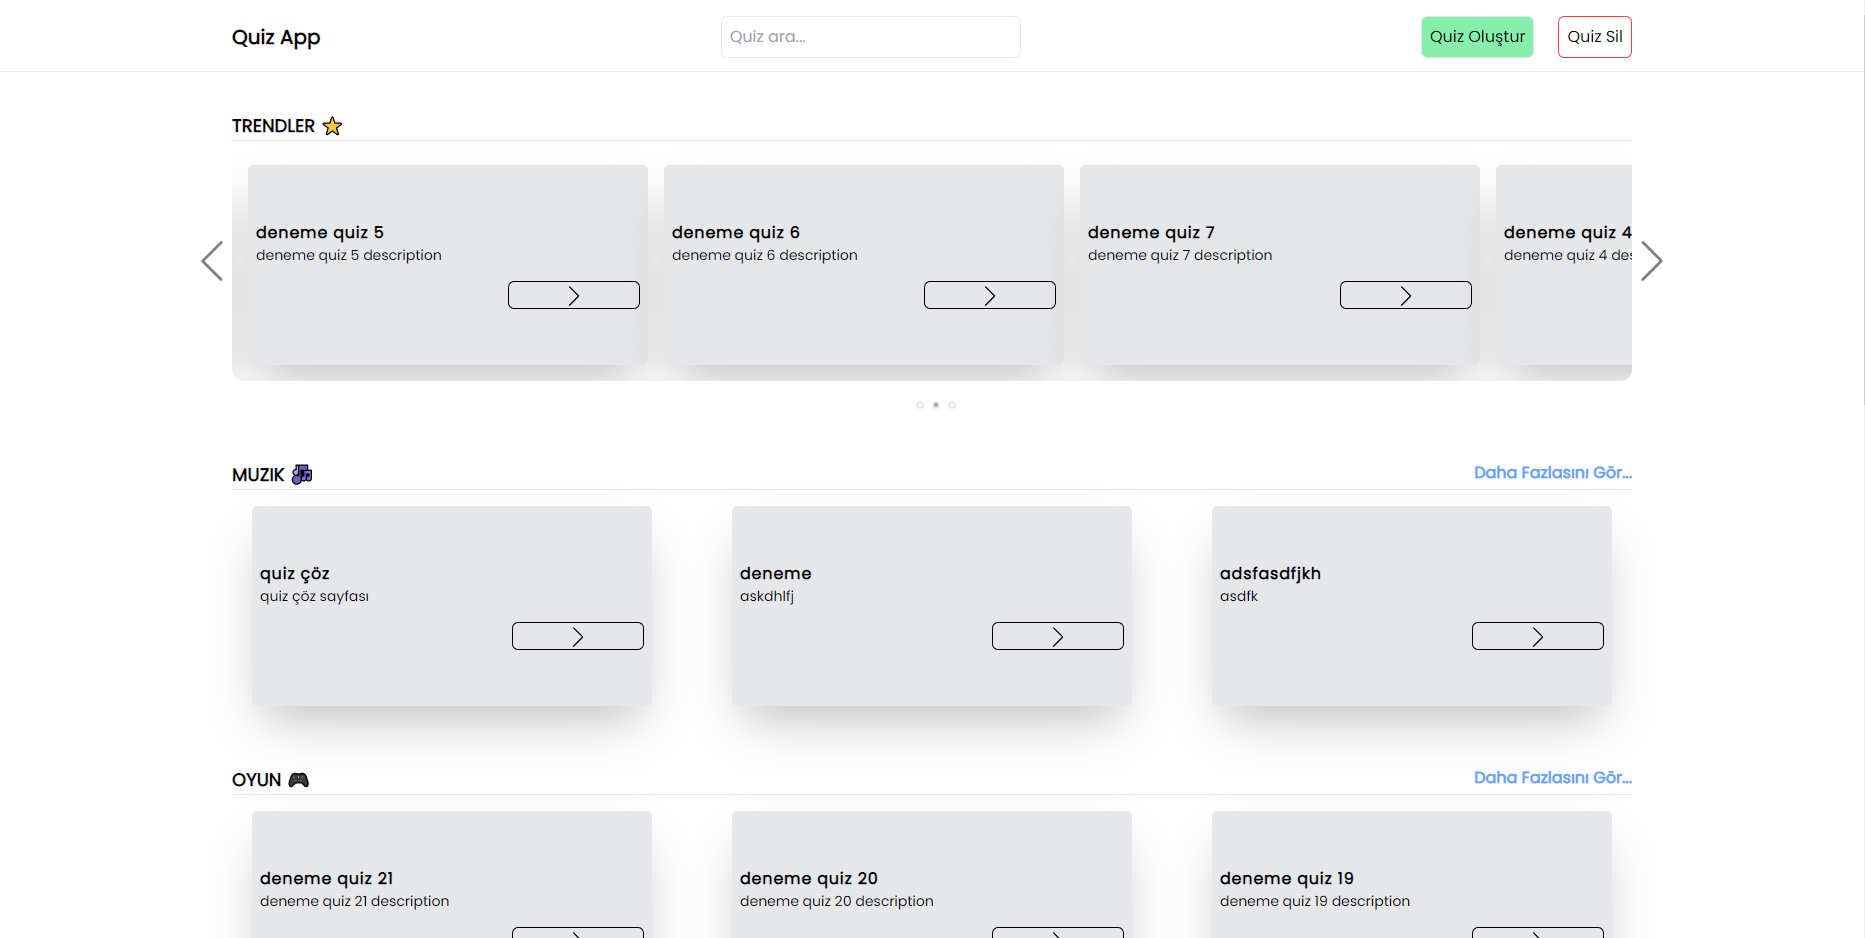 Quiz App
Quiz ara...
Quiz Oluştur
Quiz Sil
TRENDLER ⭐
deneme quiz 5
deneme quiz 5 description
deneme quiz 6
deneme quiz 6 description
deneme quiz 7
deneme quiz 7 description
deneme quiz 4
deneme quiz 4 des
MUZIK 🎶
Daha Fazlasını Gör...
quiz çöz
quiz çöz sayfası
deneme
askdhlfj
adsfasdfjkh
asdfk
OYUN 🎮
Daha Fazlasını Gör...
deneme quiz 21
deneme quiz 21 description
deneme quiz 20
deneme quiz 20 description
deneme quiz 19
deneme quiz 19 description